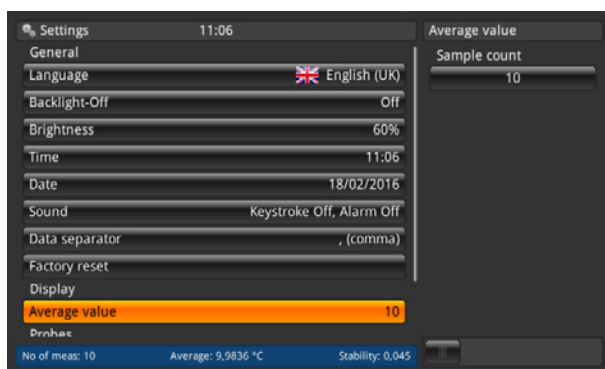 Settings 11:06
General
Language English (UK)
Backlight-Off Off
Brightness 60%
Time 11:06
Date 18/02/2016
Sound Keystroke Off, Alarm Off
Data separator , (comma)
Factory reset
Display
Average value 10
Probes
No of meas: 10 Average: 9,9836 °C Stability: 0,045
Average value
Sample count
10